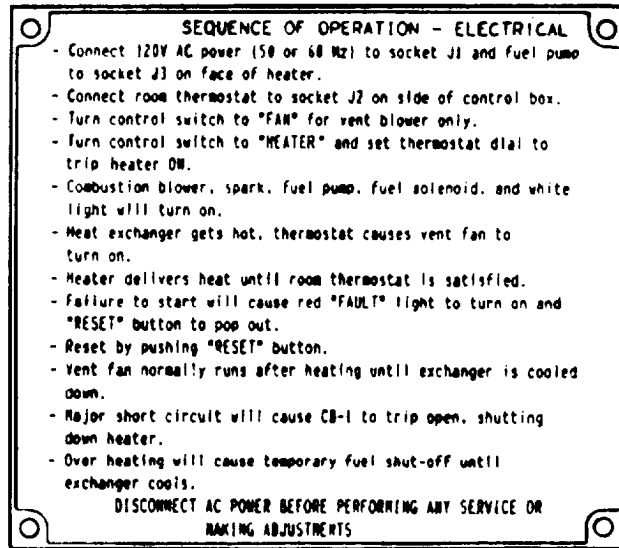 SEQUENCE OF OPERATION - ELECTRICAL
- Connect 120V AC power (50 or 60 Hz) to socket J1 and fuel pump
to socket J3 on face of heater.
- Connect room thermostat to socket J2 on side of control box.
- Turn control switch to "FAN" for vent blower only.
- Turn control switch to "HEATER" and set thermostat dial to
trip heater ON.
- Combustion blower, spark, fuel pump, fuel solenoid, and white
light will turn on.
- Heat exchanger gets hot, thermostat causes vent fan to
turn on.
- Heater delivers heat until room thermostat is satisfied.
- Failure to start will cause red "FAULT" light to turn on and
"RESET" button to pop out.
- Reset by pushing "RESET" button.
- Vent fan normally runs after heating until exchanger is cooled
down.
- Major short circuit will cause CB-1 to trip open, shutting
down heater.
- Over heating will cause temporary fuel shut-off until
exchanger cools.
DISCONNECT AC POWER BEFORE PERFORMING ANY SERVICE OR
MAKING ADJUSTMENTS